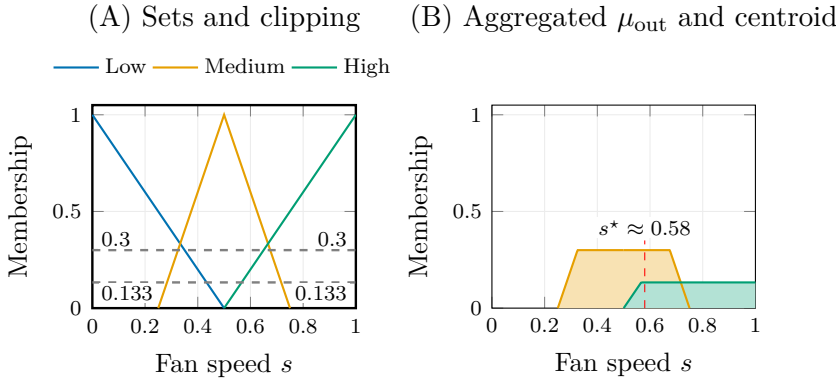 (A) Sets and clipping
Low Medium High
1
0.5
0
Membership
0.3 0.3
0.133 0.133
0 0.2 0.4 0.6 0.8 1
Fan speed s
(B) Aggregated μout and centroid
1
0.5
0
Membership
s⋆ ≈ 0.58
0 0.2 0.4 0.6 0.8 1
Fan speed s